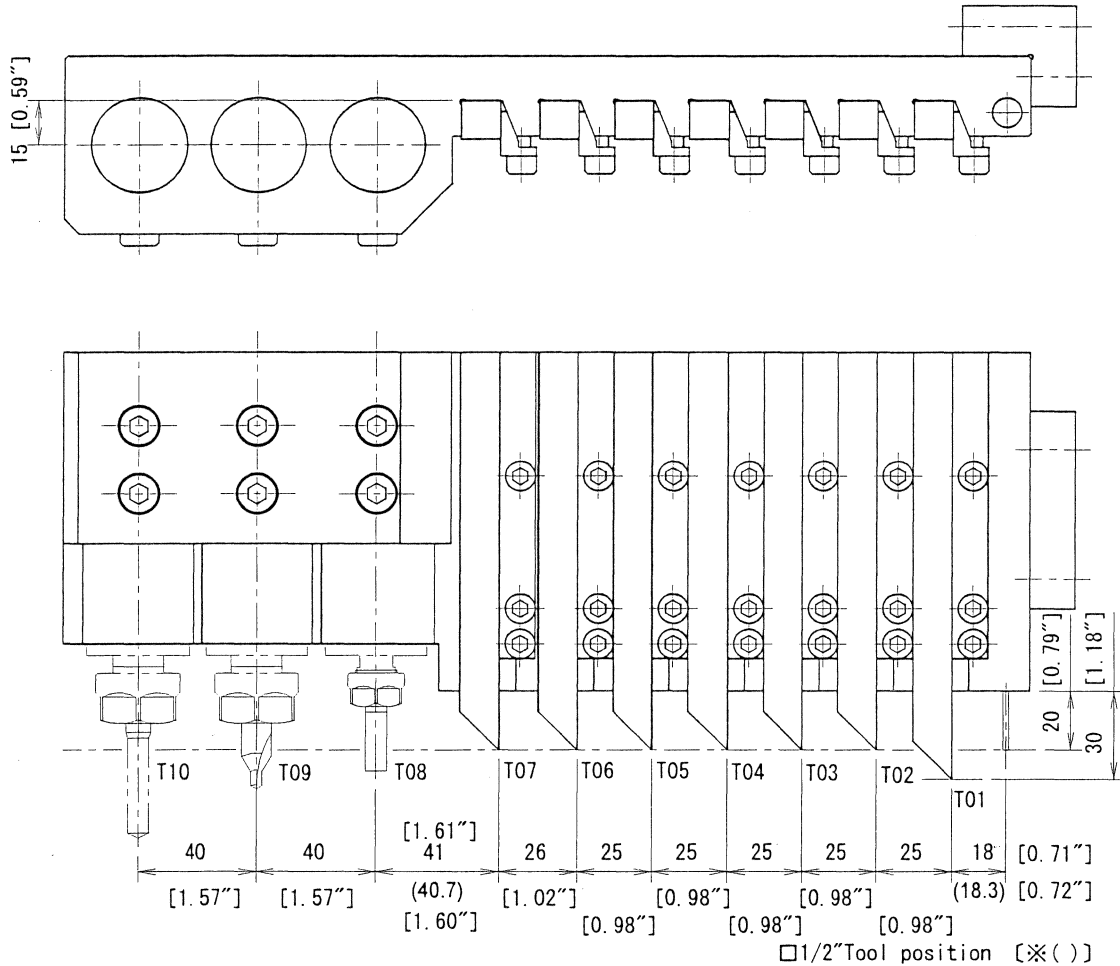 15 [0.59"]
[0.79"]
[1.18"]
20
30
T10
T09
T08
T07
T06
T05
T04
T03
T02
T01
[1.61"]
40
40
41
26
25
25
25
25
25
18
[0.71"]
[1.57"]
[1.57"]
(40.7)
[1.02"]
[0.98"]
[0.98"]
(18.3)
[0.72"]
[1.60"]
[0.98"]
[0.98"]
[0.98"]
□1/2"Tool position 〔※( )〕